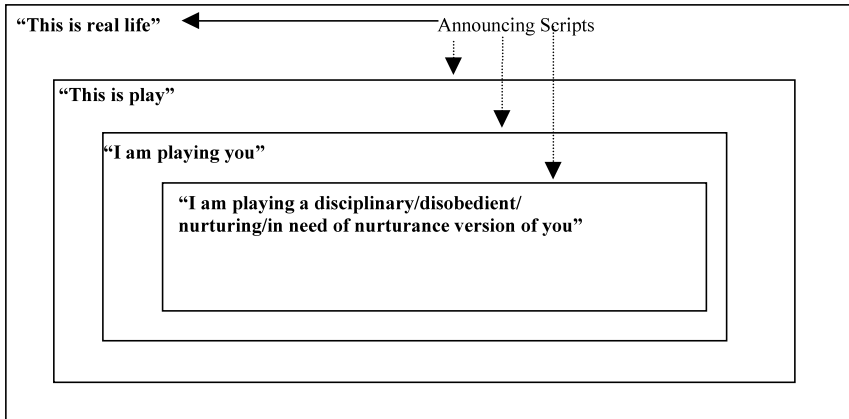 “This is real life”
Announcing Scripts
“This is play”
“I am playing you”
“I am playing a disciplinary/disobedient/
nurturing/in need of nurturance version of you”